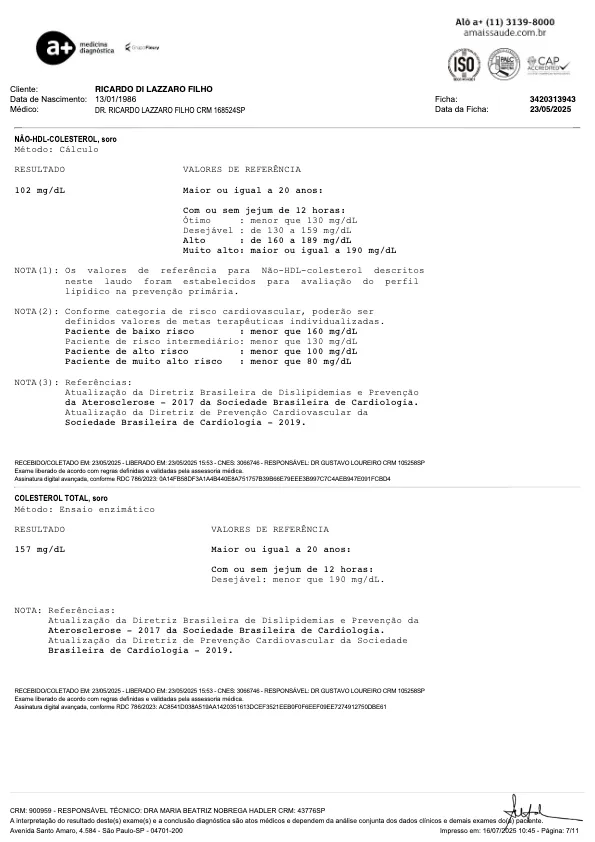 Alô a+ (11) 3139-8000
amaissaude.com.br
a+ medicina diagnóstica
Grupo Fleury
ISO
PALC
CAP
ACCREDITED
Cliente: RICARDO DI LAZZARO FILHO
Data de Nascimento: 13/01/1986 Ficha: 3420313943
Médico: DR. RICARDO LAZZARO FILHO CRM 168524SP Data da Ficha: 23/05/2025
NÃO-HDL-COLESTEROL, soro
Método: Cálculo
RESULTADO VALORES DE REFERÊNCIA
102 mg/dL Maior ou igual a 20 anos:
Com ou sem jejum de 12 horas:
Ótimo : menor que 130 mg/dL
Desejável : de 130 a 159 mg/dL
Alto : de 160 a 189 mg/dL
Muito alto: maior ou igual a 190 mg/dL
NOTA(1): Os valores de referência para Não-HDL-colesterol descritos
neste laudo foram estabelecidos para avaliação do perfil
lipídico na prevenção primária.
NOTA(2): Conforme categoria de risco cardiovascular, poderão ser
definidos valores de metas terapêuticas individualizadas.
Paciente de baixo risco : menor que 160 mg/dL
Paciente de risco intermediário: menor que 130 mg/dL
Paciente de alto risco : menor que 100 mg/dL
Paciente de muito alto risco : menor que 80 mg/dL
NOTA(3): Referências:
Atualização da Diretriz Brasileira de Dislipidemias e Prevenção
da Aterosclerose - 2017 da Sociedade Brasileira de Cardiologia.
Atualização da Diretriz de Prevenção Cardiovascular da
Sociedade Brasileira de Cardiologia - 2019.
RECEBIDO/COLETADO EM: 23/05/2025 - LIBERADO EM: 23/05/2025 15:53 - CNES: 3066746 - RESPONSÁVEL: DR GUSTAVO LOUREIRO CRM 105258SP
Exame liberado de acordo com regras definidas e validadas pela assessoria médica.
Assinatura digital avançada, conforme RDC 786/2023: 0A14FB58DF3A1A4B440E8A751757B39B66E79EEE3B997C7C4AEB947E091FCBD4
COLESTEROL TOTAL, soro
Método: Ensaio enzimático
RESULTADO VALORES DE REFERÊNCIA
157 mg/dL Maior ou igual a 20 anos:
Com ou sem jejum de 12 horas:
Desejável: menor que 190 mg/dL.
NOTA: Referências:
Atualização da Diretriz Brasileira de Dislipidemias e Prevenção da
Aterosclerose - 2017 da Sociedade Brasileira de Cardiologia.
Atualização da Diretriz de Prevenção Cardiovascular da Sociedade
Brasileira de Cardiologia - 2019.
RECEBIDO/COLETADO EM: 23/05/2025 - LIBERADO EM: 23/05/2025 15:53 - CNES: 3066746 - RESPONSÁVEL: DR GUSTAVO LOUREIRO CRM 105258SP
Exame liberado de acordo com regras definidas e validadas pela assessoria médica.
Assinatura digital avançada, conforme RDC 786/2023: AC8541D038A519AA1420351613DCEF3521EEB0F0F6EEF09EE7274912750DBE61
CRM: 900959 - RESPONSÁVEL TÉCNICO: DRA MARIA BEATRIZ NOBREGA HADLER CRM: 43776SP
A interpretação do resultado deste(s) exame(s) e a conclusão diagnóstica são atos médicos e dependem da análise conjunta dos dados clínicos e demais exames do(a) paciente.
Avenida Santo Amaro, 4.584 - São Paulo-SP - 04701-200 Impresso em: 16/07/2025 10:45 - Página: 7/11